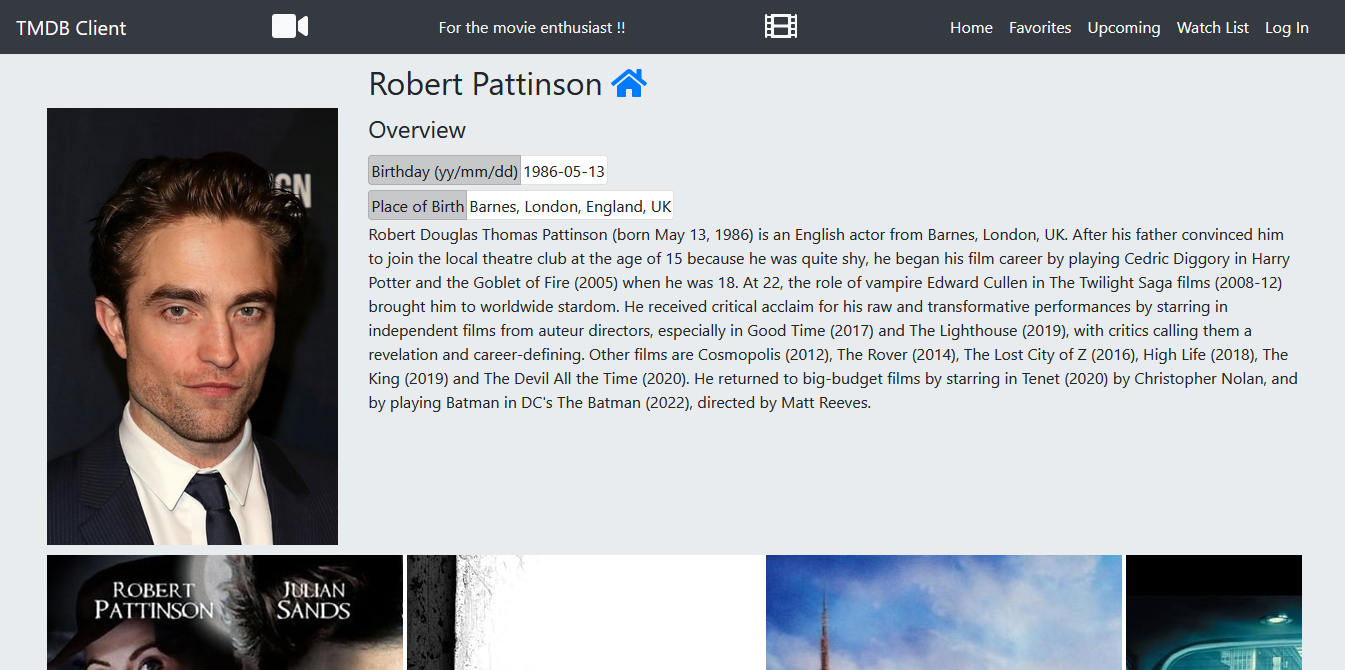 TMDB Client For the movie enthusiast !! Home Favorites Upcoming Watch List Log In
Robert Pattinson
Overview
Birthday (yy/mm/dd) 1986-05-13
Place of Birth Barnes, London, England, UK
Robert Douglas Thomas Pattinson (born May 13, 1986) is an English actor from Barnes, London, UK. After his father convinced him
to join the local theatre club at the age of 15 because he was quite shy, he began his film career by playing Cedric Diggory in Harry
Potter and the Goblet of Fire (2005) when he was 18. At 22, the role of vampire Edward Cullen in The Twilight Saga films (2008-12)
brought him to worldwide stardom. He received critical acclaim for his raw and transformative performances by starring in
independent films from auteur directors, especially in Good Time (2017) and The Lighthouse (2019), with critics calling them a
revelation and career-defining. Other films are Cosmopolis (2012), The Rover (2014), The Lost City of Z (2016), High Life (2018), The
King (2019) and The Devil All the Time (2020). He returned to big-budget films by starring in Tenet (2020) by Christopher Nolan, and
by playing Batman in DC's The Batman (2022), directed by Matt Reeves.
ROBERT
PATTINSON
JULIAN
SANDS